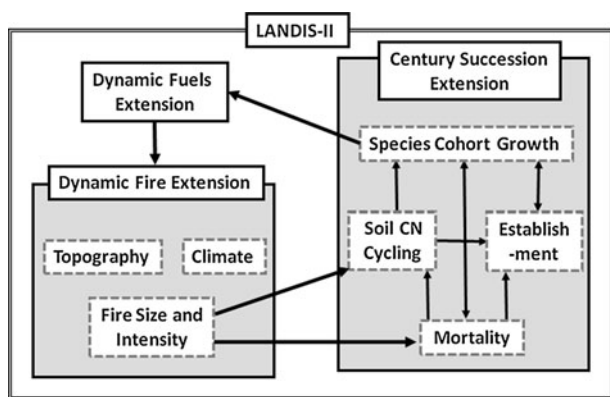 LANDIS-II
Dynamic Fuels
Extension
Century Succession
Extension
Species Cohort Growth
Dynamic Fire Extension
Topography
Climate
Soil CN
Cycling
Establish
-ment
Fire Size and
Intensity
Mortality